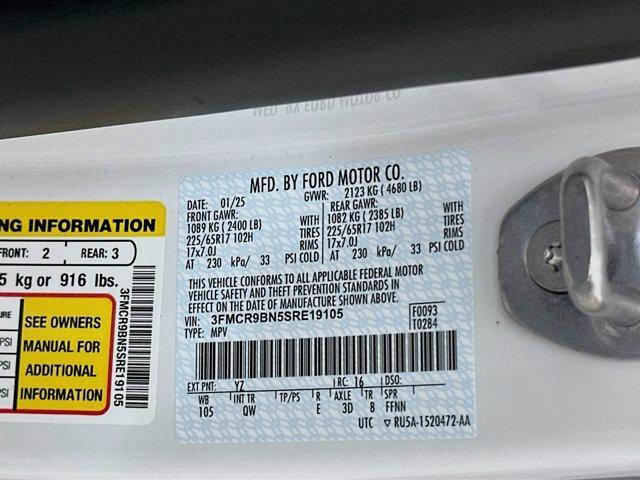 MFD. BY FORD MOTOR CO.
DATE: 01/25 GVWR: 2123 KG ( 4680 LB)
FRONT GAWR: REAR GAWR:
1089 KG ( 2400 LB) WITH 1082 KG ( 2385 LB) WITH
225/65R17 102H TIRES 225/65R17 102H TIRES
17x7.0J RIMS 17x7.0J RIMS
AT 230 kPa/ 33 PSI COLD AT 230 kPa/ 33 PSI COLD
THIS VEHICLE CONFORMS TO ALL APPLICABLE FEDERAL MOTOR
VEHICLE SAFETY, BUMPER, AND THEFT PREVENTION STANDARDS IN
EFFECT ON THE DATE OF MANUFACTURE SHOWN ABOVE.
VIN: 3FMCR9BN5SRE19105 F0093
TYPE: MPV T0284
EXT PNT: YZ RC: 16 DSO:
WB INT TR TP/PS R AXLE TR SPR
105 QW E 3D 8 FFNN
UTC ▽ RU5A-1520472-AA
NG INFORMATION
FRONT: 2 REAR: 3
5 kg or 916 lbs.
SEE OWNERS
MANUAL FOR
ADDITIONAL
INFORMATION
URE
PSI
PSI
PSI
3FMCR9BN5SRE19105